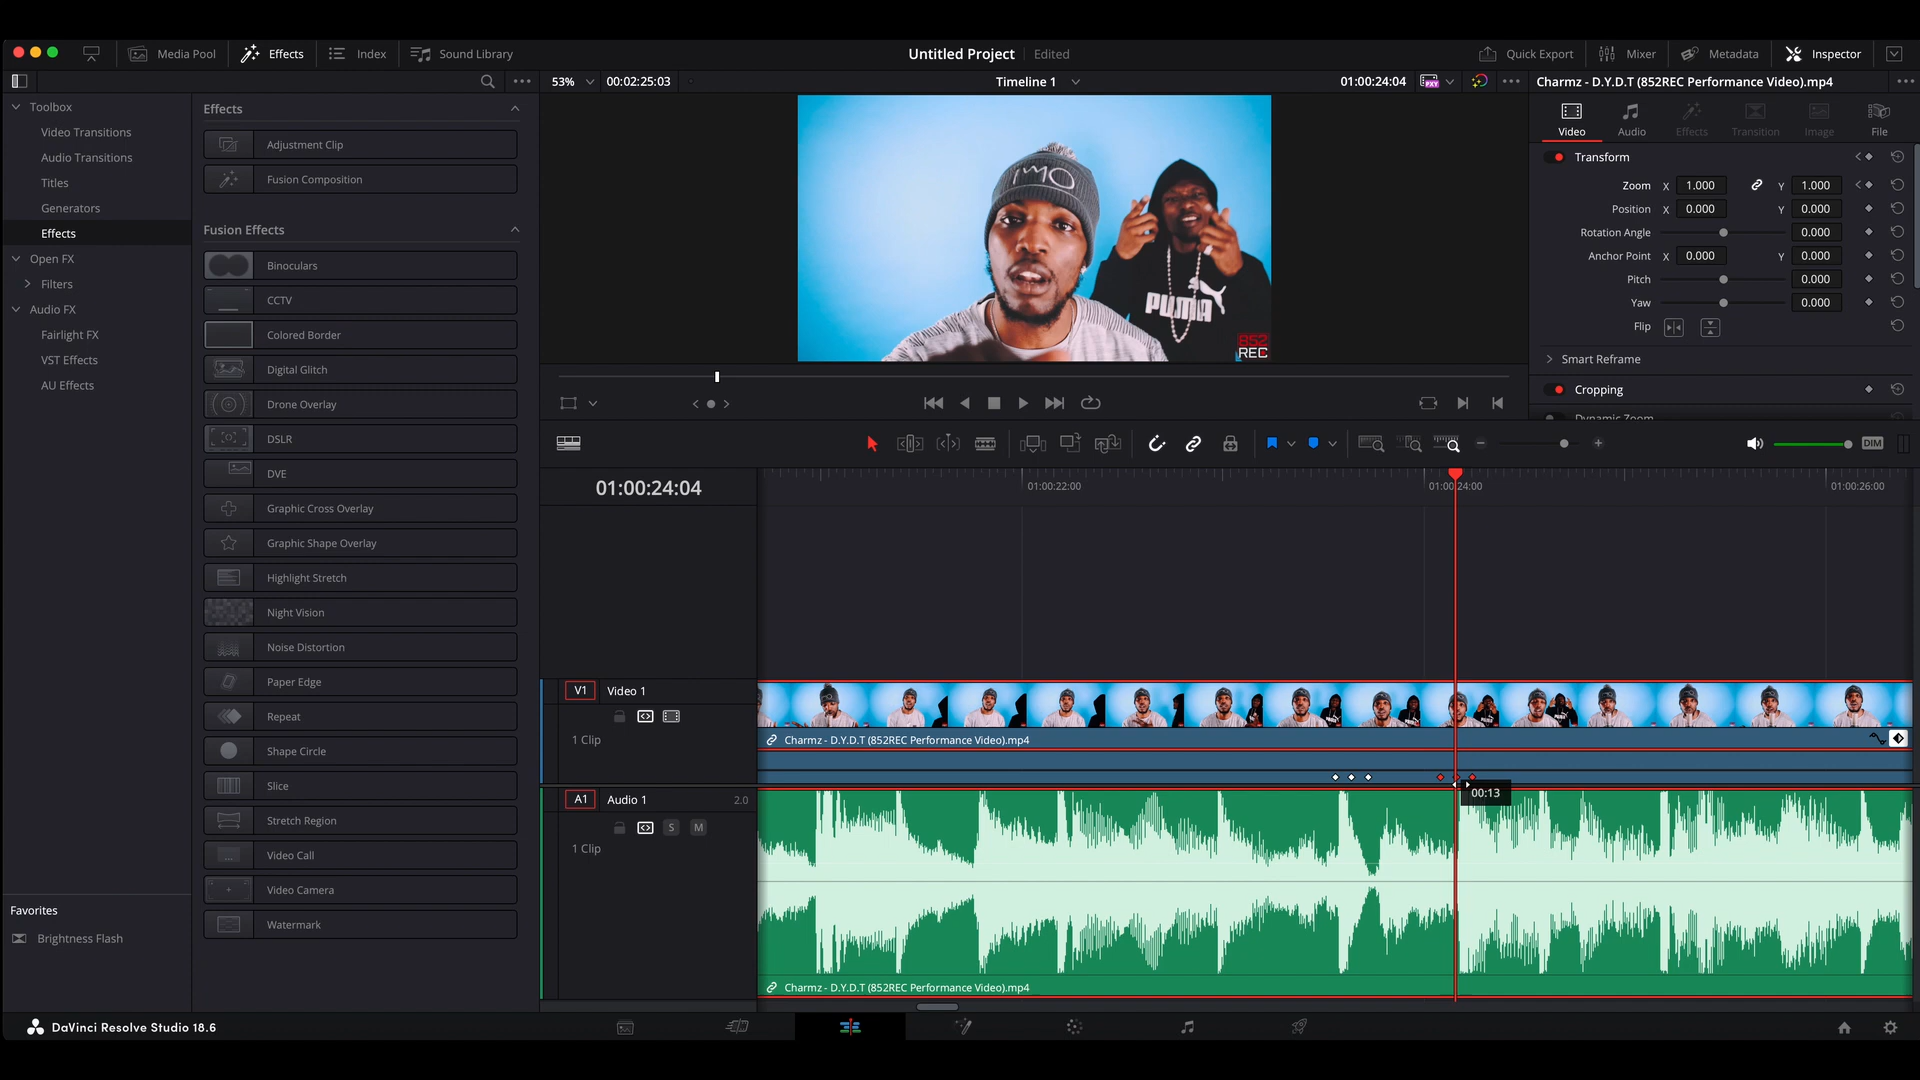 Media Pool
Effects
Index
Sound Library
Untitled Project
Edited
Quick Export
Mixer
Metadata
Inspector
53%
00:02:25:03
Timeline 1
01:00:24:04
PXY
Charmz - D.Y.D.T (852REC Performance Video).mp4
Toolbox
Video Transitions
Audio Transitions
Titles
Generators
Effects
Open FX
Filters
Audio FX
Fairlight FX
VST Effects
AU Effects
Favorites
Brightness Flash
Effects
Adjustment Clip
Fusion Composition
Fusion Effects
Binoculars
CCTV
Colored Border
Digital Glitch
Drone Overlay
DSLR
DVE
Graphic Cross Overlay
Graphic Shape Overlay
Highlight Stretch
Night Vision
Noise Distortion
Paper Edge
Repeat
Shape Circle
Slice
Stretch Region
Video Call
Video Camera
Watermark
PUMA
852
REC
Video
Audio
Effects
Transition
Image
File
Transform
Zoom X 1.000 Y 1.000
Position X 0.000 Y 0.000
Rotation Angle 0.000
Anchor Point X 0.000 Y 0.000
Pitch 0.000
Yaw 0.000
Flip
Smart Reframe
Cropping
Dynamic Zoom
DIM
01:00:24:04
01:00:22:00
01:00:24:00
01:00:26:00
V1 Video 1
1 Clip
Charmz - D.Y.D.T (852REC Performance Video).mp4
00:13
A1 Audio 1 2.0
S M
1 Clip
Charmz - D.Y.D.T (852REC Performance Video).mp4
DaVinci Resolve Studio 18.6